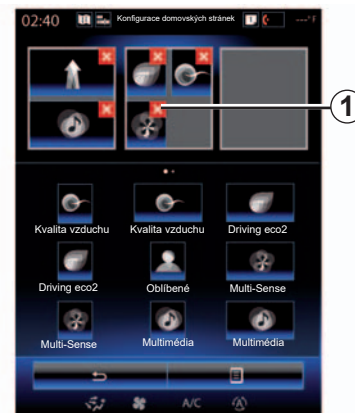 02:40 Konfigurace domovských stránek 1 ---°F
1
Kvalita vzduchu Kvalita vzduchu Driving eco2
Driving eco2 Oblíbené Multi-Sense
Multi-Sense Multimédia Multimédia
A/C